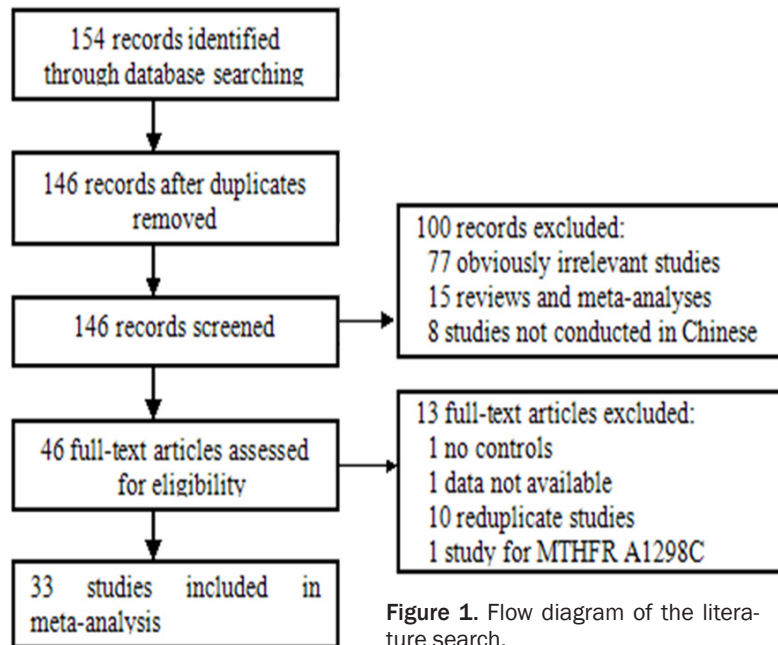 154 records identified
through database searching
146 records after duplicates
removed
146 records screened
100 records excluded:
77 obviously irrelevant studies
15 reviews and meta-analyses
8 studies not conducted in Chinese
46 full-text articles assessed
for eligibility
13 full-text articles excluded:
1 no controls
1 data not available
10 reduplicate studies
1 study for MTHFR A1298C
33 studies included in
meta-analysis
Figure 1. Flow diagram of the litera-
ture search.